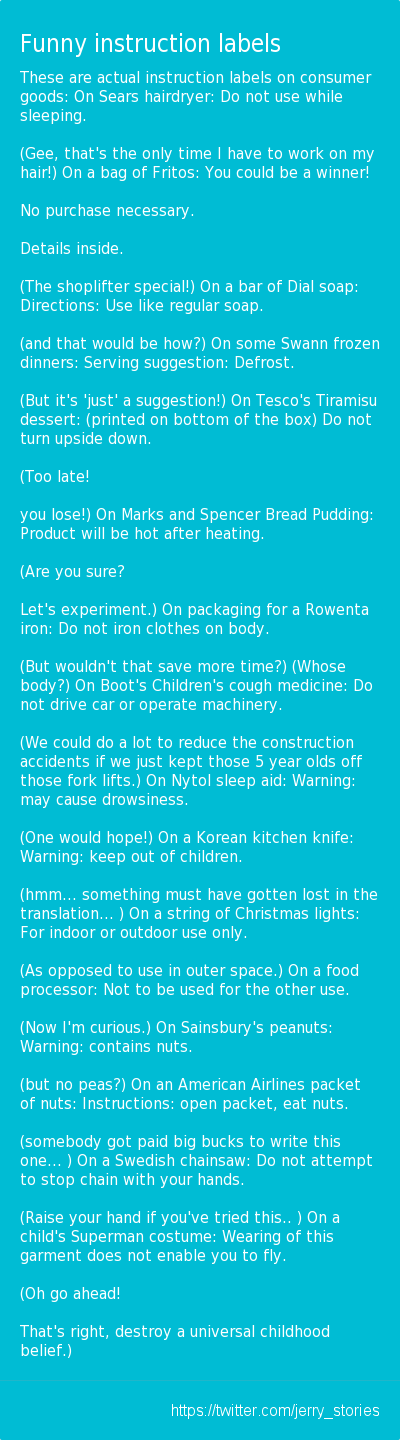 Funny instruction labels
These are actual instruction labels on consumer
goods: On Sears hairdryer: Do not use while
sleeping.
(Gee, that's the only time I have to work on my
hair!) On a bag of Fritos: You could be a winner!
No purchase necessary.
Details inside.
(The shoplifter special!) On a bar of Dial soap:
Directions: Use like regular soap.
(and that would be how?) On some Swann frozen
dinners: Serving suggestion: Defrost.
(But it's 'just' a suggestion!) On Tesco's Tiramisu
dessert: (printed on bottom of the box) Do not
turn upside down.
(Too late!
you lose!) On Marks and Spencer Bread Pudding:
Product will be hot after heating.
(Are you sure?
Let's experiment.) On packaging for a Rowenta
iron: Do not iron clothes on body.
(But wouldn't that save more time?) (Whose
body?) On Boot's Children's cough medicine: Do
not drive car or operate machinery.
(We could do a lot to reduce the construction
accidents if we just kept those 5 year olds off
those fork lifts.) On Nytol sleep aid: Warning:
may cause drowsiness.
(One would hope!) On a Korean kitchen knife:
Warning: keep out of children.
(hmm... something must have gotten lost in the
translation... ) On a string of Christmas lights:
For indoor or outdoor use only.
(As opposed to use in outer space.) On a food
processor: Not to be used for the other use.
(Now I'm curious.) On Sainsbury's peanuts:
Warning: contains nuts.
(but no peas?) On an American Airlines packet
of nuts: Instructions: open packet, eat nuts.
(somebody got paid big bucks to write this
one... ) On a Swedish chainsaw: Do not attempt
to stop chain with your hands.
(Raise your hand if you've tried this.. ) On a
child's Superman costume: Wearing of this
garment does not enable you to fly.
(Oh go ahead!
That's right, destroy a universal childhood
belief.)
https://twitter.com/jerry_stories